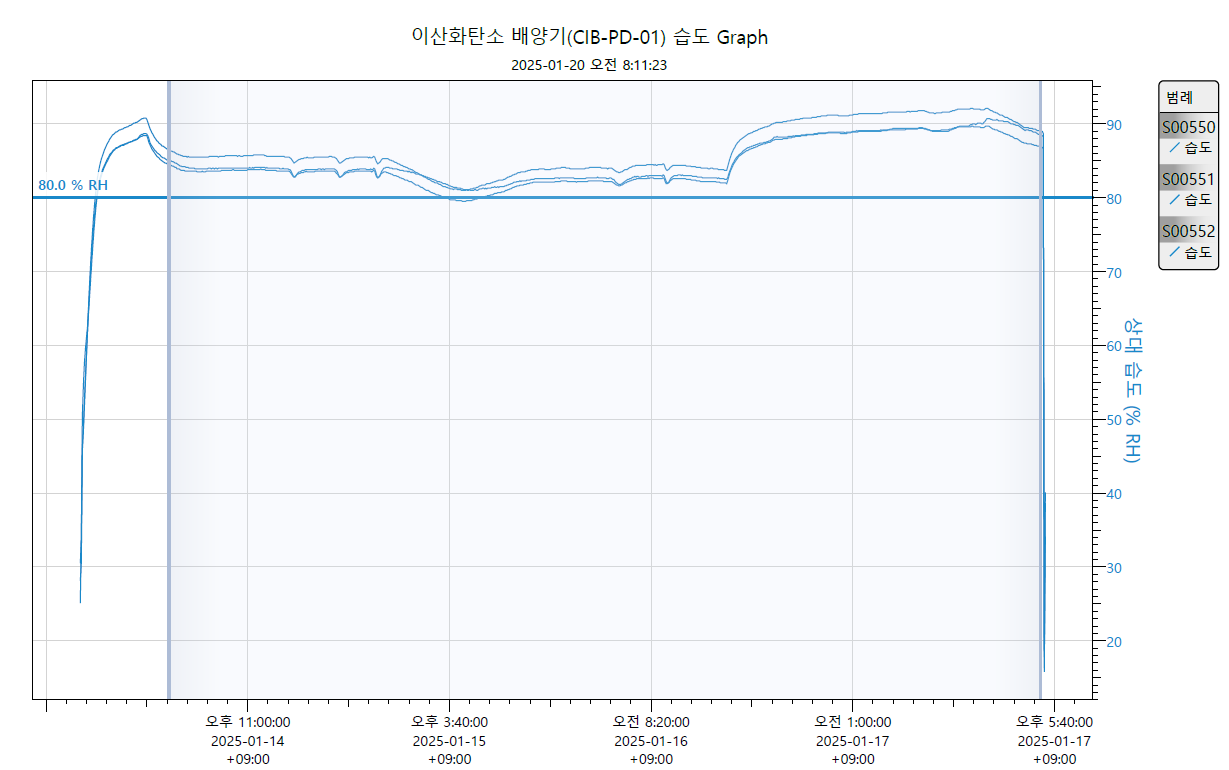 이산화탄소 배양기(CIB-PD-01) 습도 Graph
2025-01-20 오전 8:11:23
범례
S00550
습도
S00551
습도
S00552
습도
80.0 % RH
90
80
70
60
50
40
30
20
상대 습도 (% RH)
오후 11:00:00
2025-01-14
+09:00
오후 3:40:00
2025-01-15
+09:00
오전 8:20:00
2025-01-16
+09:00
오전 1:00:00
2025-01-17
+09:00
오후 5:40:00
2025-01-17
+09:00